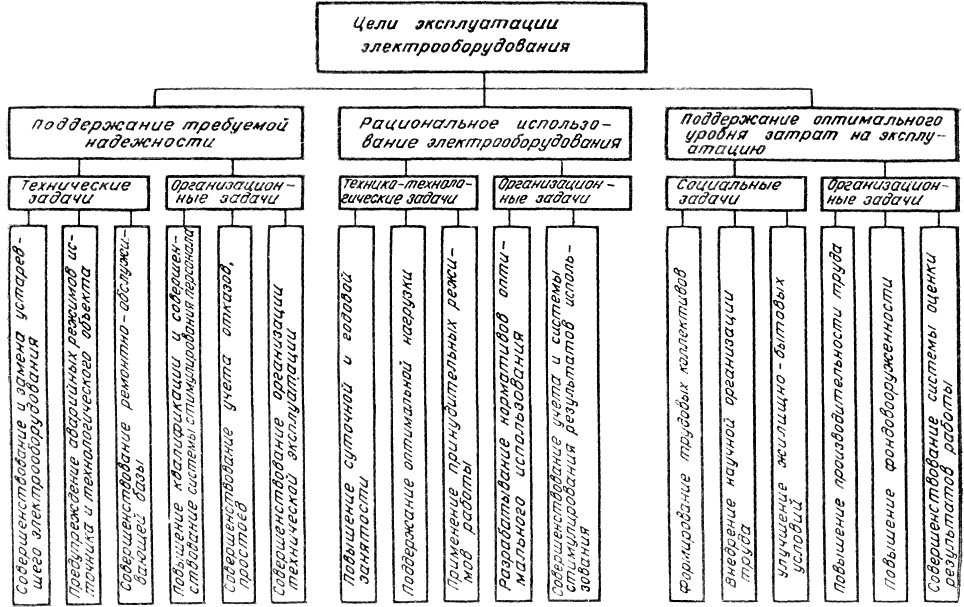 Цели эксплуатации
электрооборудования
Поддержание требуемой
надежности
Рациональное использо-
вание электрооборудования
Поддержание оптимального
уровня затрат на эксплу-
атацию
Технические
задачи
Организацион-
ные задачи
Технико-техноло-
гические задачи
Организацион-
ные задачи
Социальные
задачи
Организацион-
ные задачи
Совершенствование и замена устарев-
шего электрооборудования
Предупреждение аварийных режимов ис-
точника и технологического объекта
Совершенствование ремонтно-обслужи-
вающей базы
Повышение квалификации и совершен-
ствование системы стимулирования персонала
Совершенствование учета отказов,
простоев
Совершенствование организации
технической эксплуатации
Повышение суточной и годовой
занятости
Поддержание оптимальной нагрузки
Применение принудительных режи-
мов работы
Разрабатывание нормативов опти-
мального использования
Совершенствование учета и системы
стимулирования результатов исполь-
зования
Формирование трудовых коллективов
Внедрение научной организации
труда
Улучшение жилищно-бытовых
условий
Повышение производительности труда
Повышение фондовооруженности
Совершенствование системы оценки
результатов работы